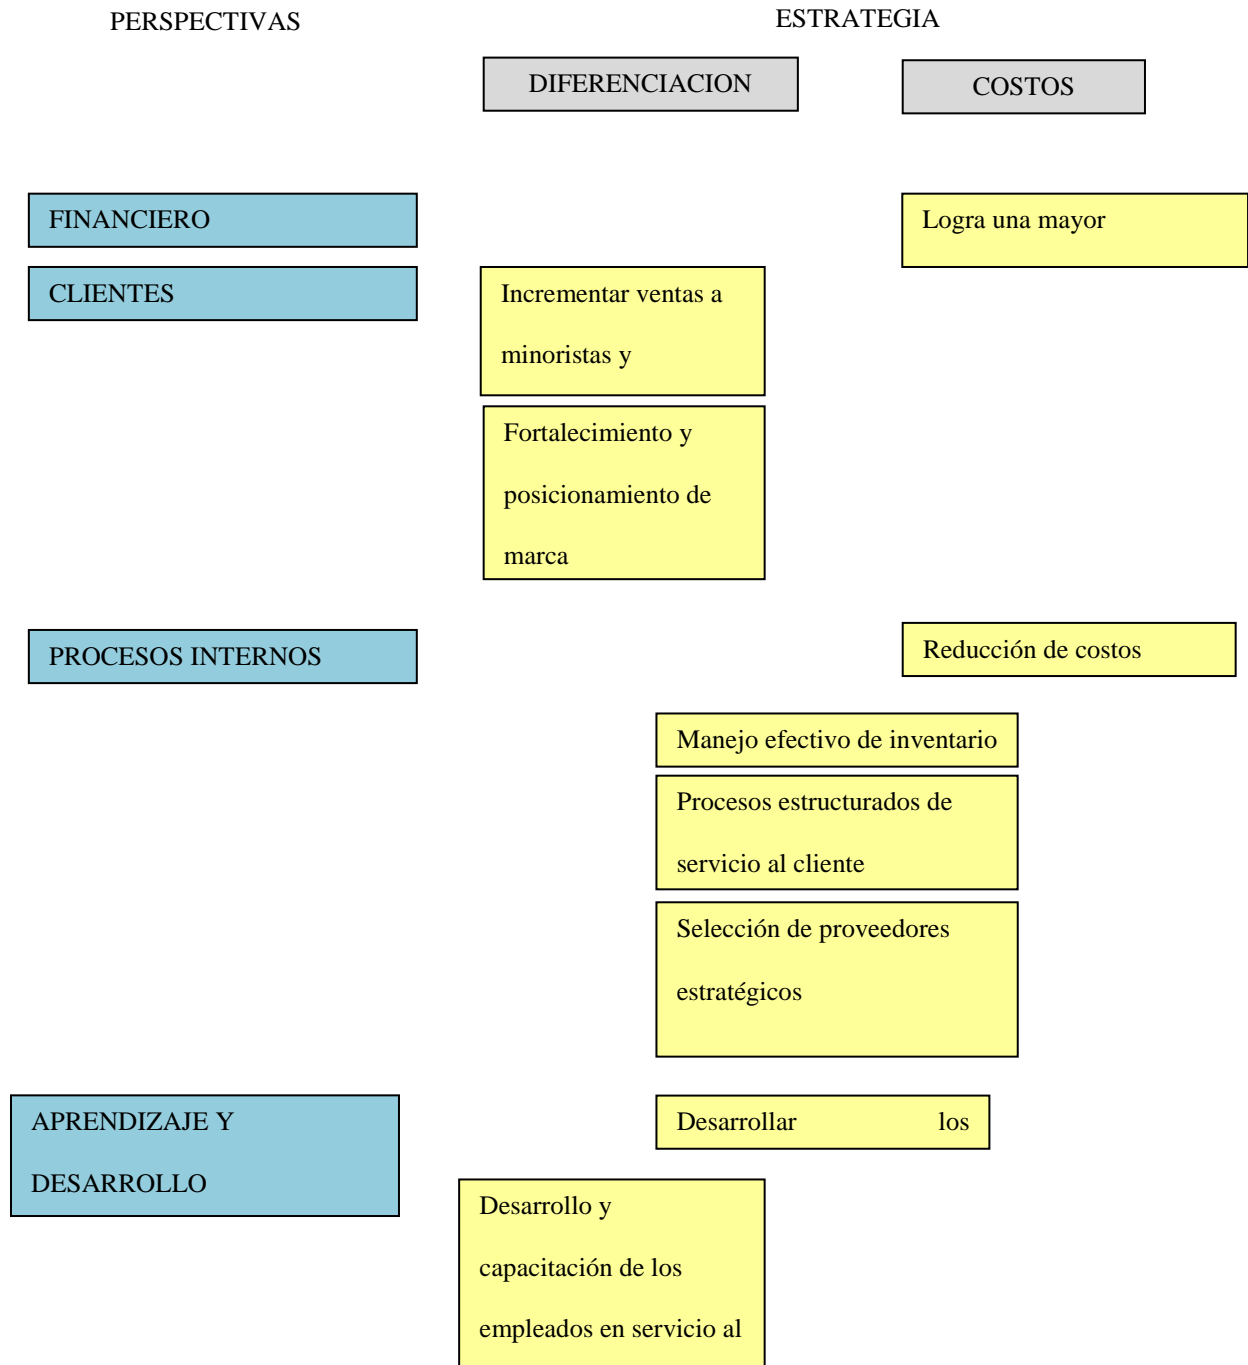 PERSPECTIVAS
ESTRATEGIA
DIFERENCIACION
COSTOS
FINANCIERO
Logra una mayor
CLIENTES
Incrementar ventas a
minoristas y
Fortalecimiento y
posicionamiento de
marca
PROCESOS INTERNOS
Reducción de costos
Manejo efectivo de inventario
Procesos estructurados de
servicio al cliente
Selección de proveedores
estratégicos
APRENDIZAJE Y
DESARROLLO
Desarrollar los
Desarrollo y
capacitación de los
empleados en servicio al